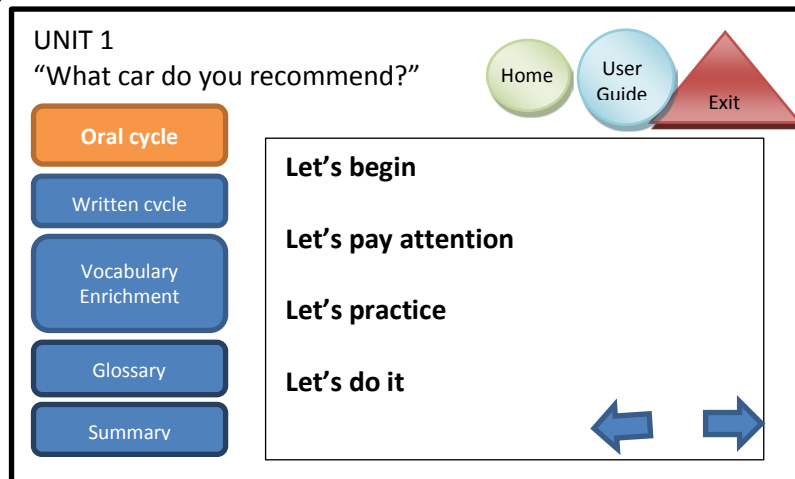 UNIT 1
“What car do you recommend?”
Home
User
Guide
Exit
Oral cycle
Written cycle
Vocabulary
Enrichment
Glossary
Summary
Let’s begin
Let’s pay attention
Let’s practice
Let’s do it